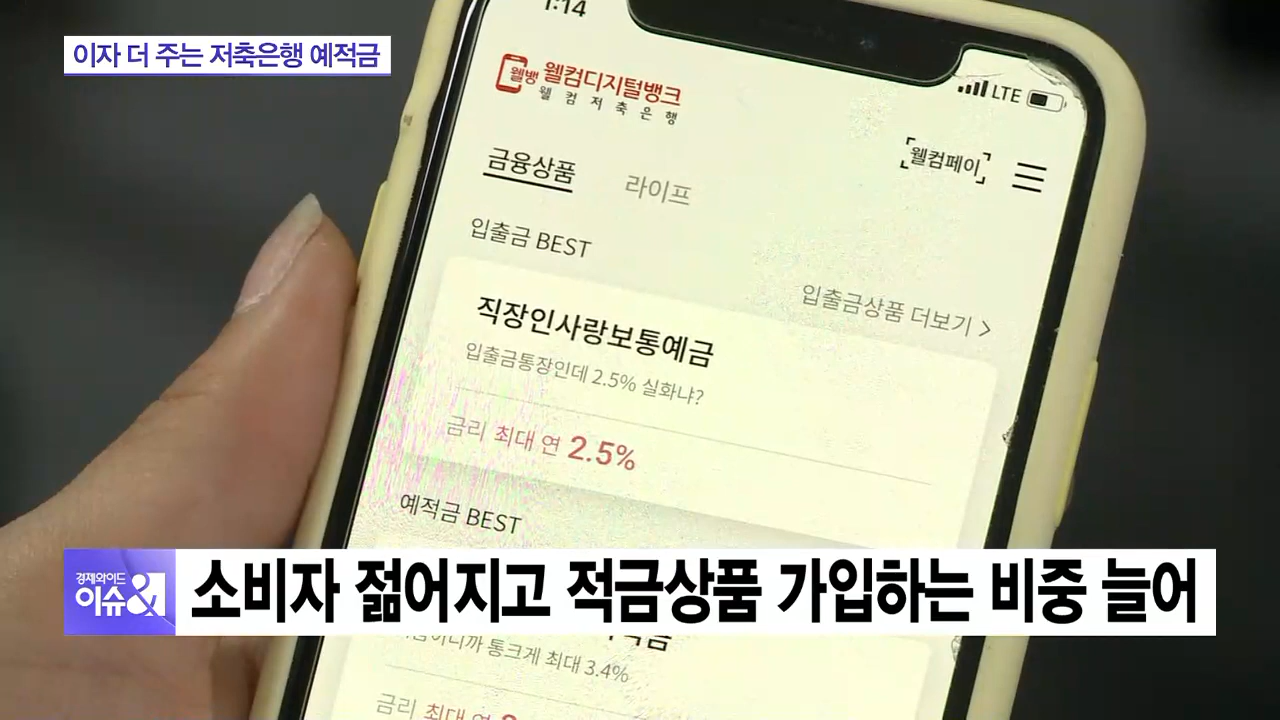 이자 더 주는 저축은행 예적금
1:14
LTE
웰뱅 웰컴디지털뱅크
웰컴저축은행
웰컴페이
금융상품 라이프
입출금 BEST
입출금상품 더보기 >
직장인사랑보통예금
입출금통장인데 2.5% 실화냐?
금리 최대 연 2.5%
예적금 BEST
경제와이드
이슈&
소비자 젊어지고 적금상품 가입하는 비중 늘어
통크게 최대 3.4%
금리 최대 연